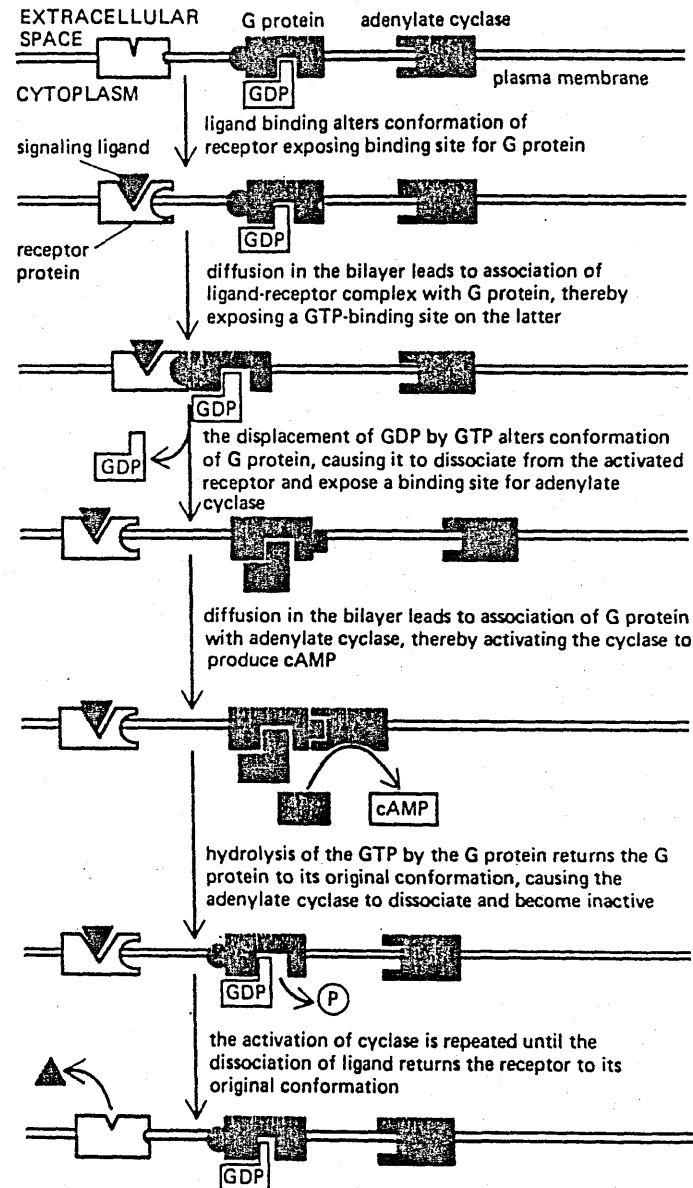 EXTRACELLULAR
SPACE
G protein
adenylate cyclase
GDP
plasma membrane
CYTOPLASM
ligand binding alters conformation of
receptor exposing binding site for G protein
signaling ligand
GDP
receptor
protein
diffusion in the bilayer leads to association of
ligand-receptor complex with G protein, thereby
exposing a GTP-binding site on the latter
GDP
GDP
the displacement of GDP by GTP alters conformation
of G protein, causing it to dissociate from the activated
receptor and expose a binding site for adenylate
cyclase
diffusion in the bilayer leads to association of G protein
with adenylate cyclase, thereby activating the cyclase to
produce cAMP
cAMP
hydrolysis of the GTP by the G protein returns the G
protein to its original conformation, causing the
adenylate cyclase to dissociate and become inactive
GDP
P
the activation of cyclase is repeated until the
dissociation of ligand returns the receptor to its
original conformation
GDP